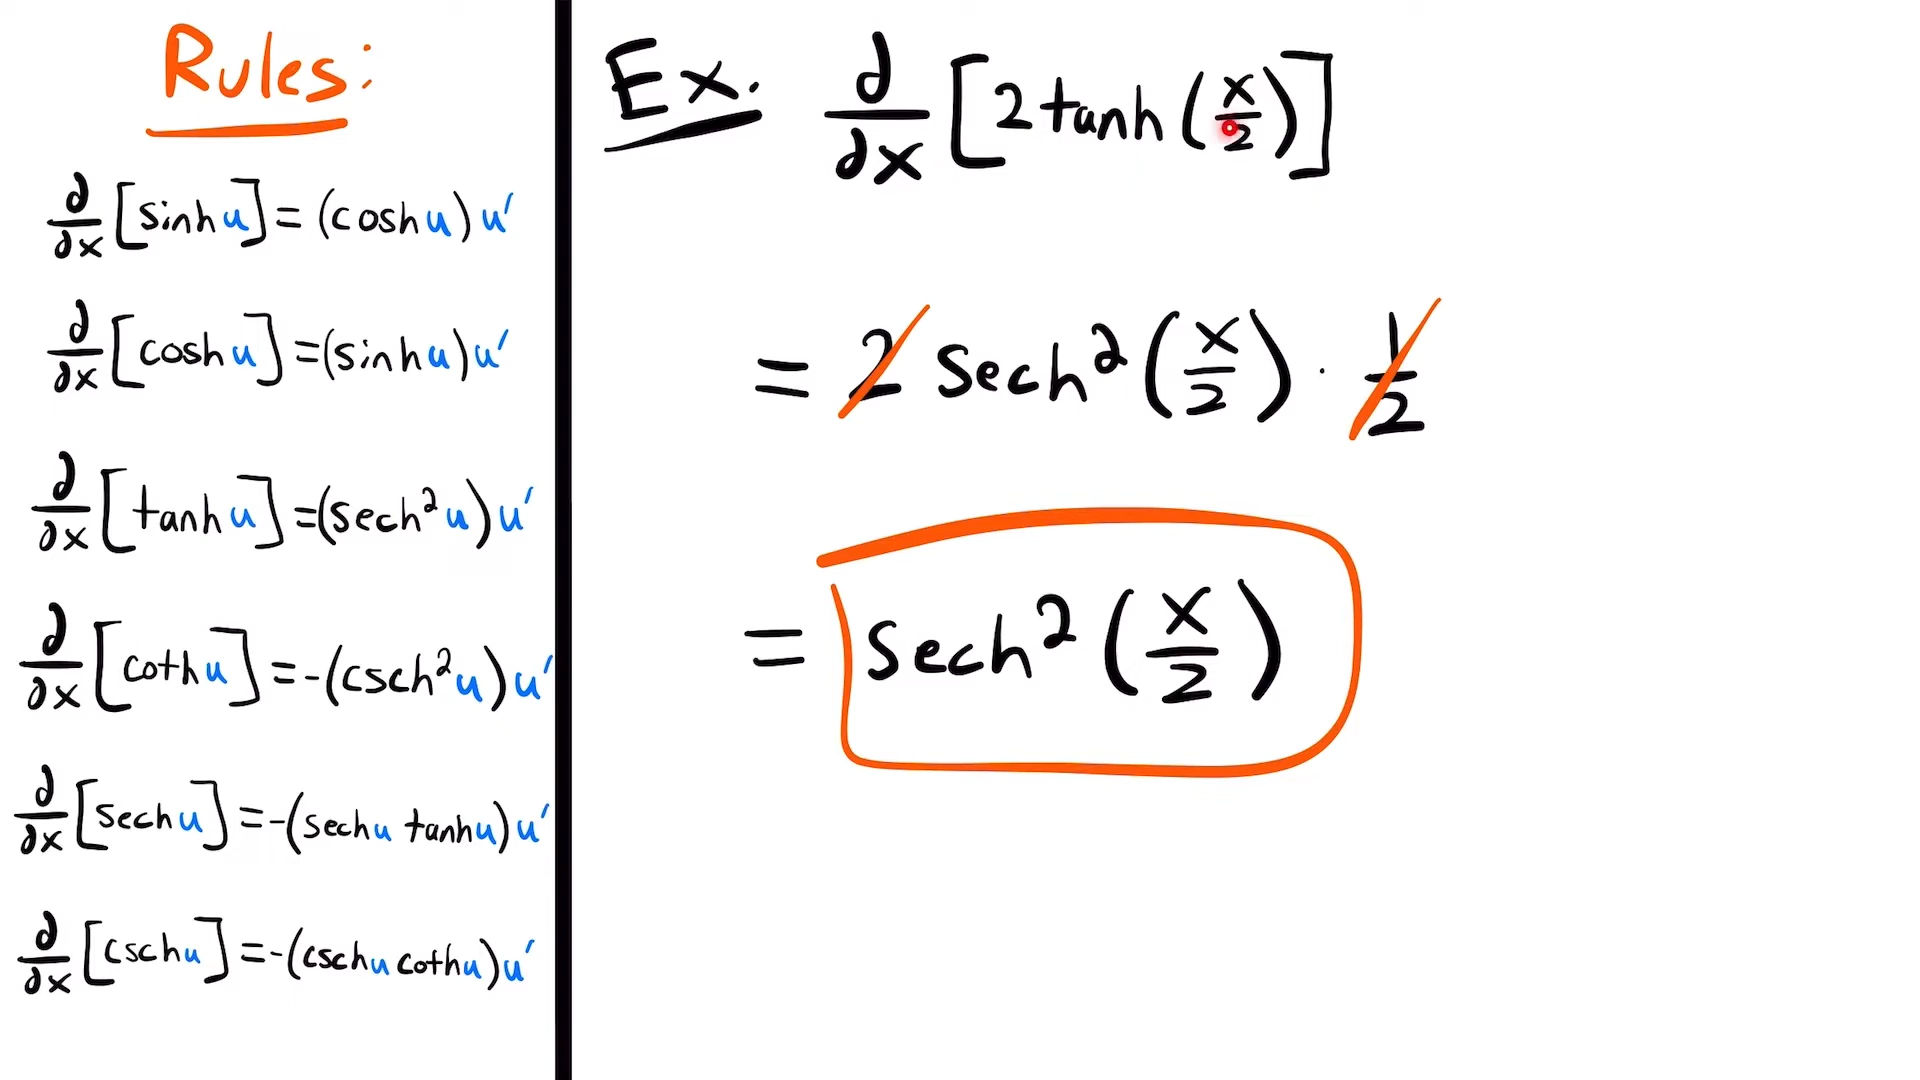 Rules:
∂/∂x [sinh u] = (cosh u) u'
∂/∂x [cosh u] = (sinh u) u'
∂/∂x [tanh u] = (sech² u) u'
∂/∂x [coth u] = -(csch² u) u'
∂/∂x [sech u] = -(sech u tanh u) u'
∂/∂x [csch u] = -(csch u coth u) u'
Ex. ∂/∂x [2 tanh (x/2)]
= 2 sech² (x/2) · 1/2
= sech² (x/2)